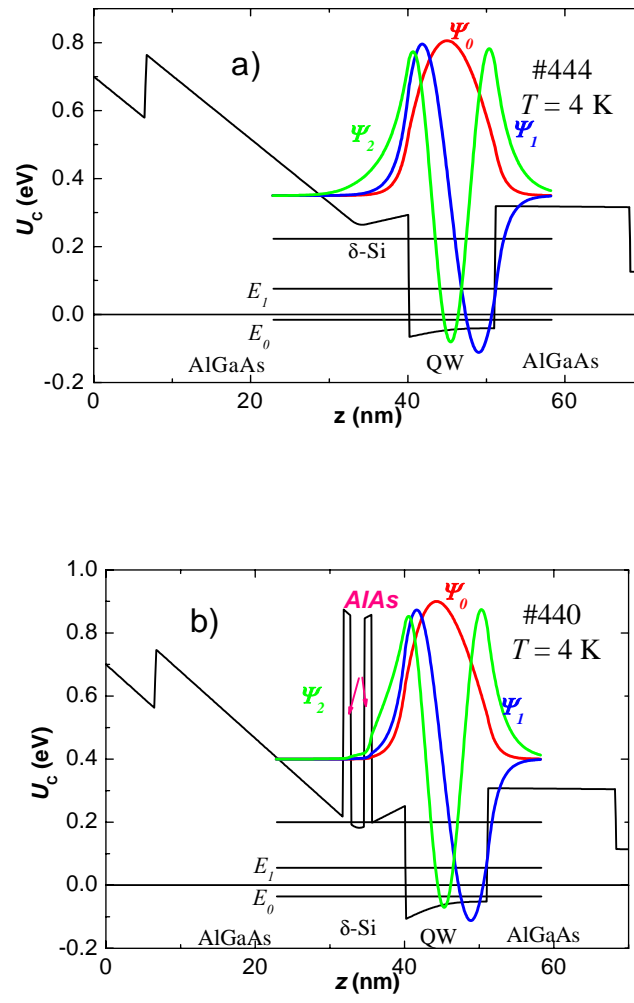 0.8
0.6
0.4
0.2
0.0
-0.2
U_C (eV)
a)
Ψ_0
#444
T = 4 K
Ψ_2
Ψ_1
δ-Si
E_1
E_0
AlGaAs
QW
AlGaAs
0
20
40
60
z (nm)
1.0
0.8
0.6
0.4
0.2
0.0
-0.2
U_C (eV)
b)
AlAs
Ψ_0
#440
T = 4 K
Ψ_2
Ψ_1
E_1
E_0
AlGaAs
δ-Si
QW
AlGaAs
0
20
40
60
z (nm)